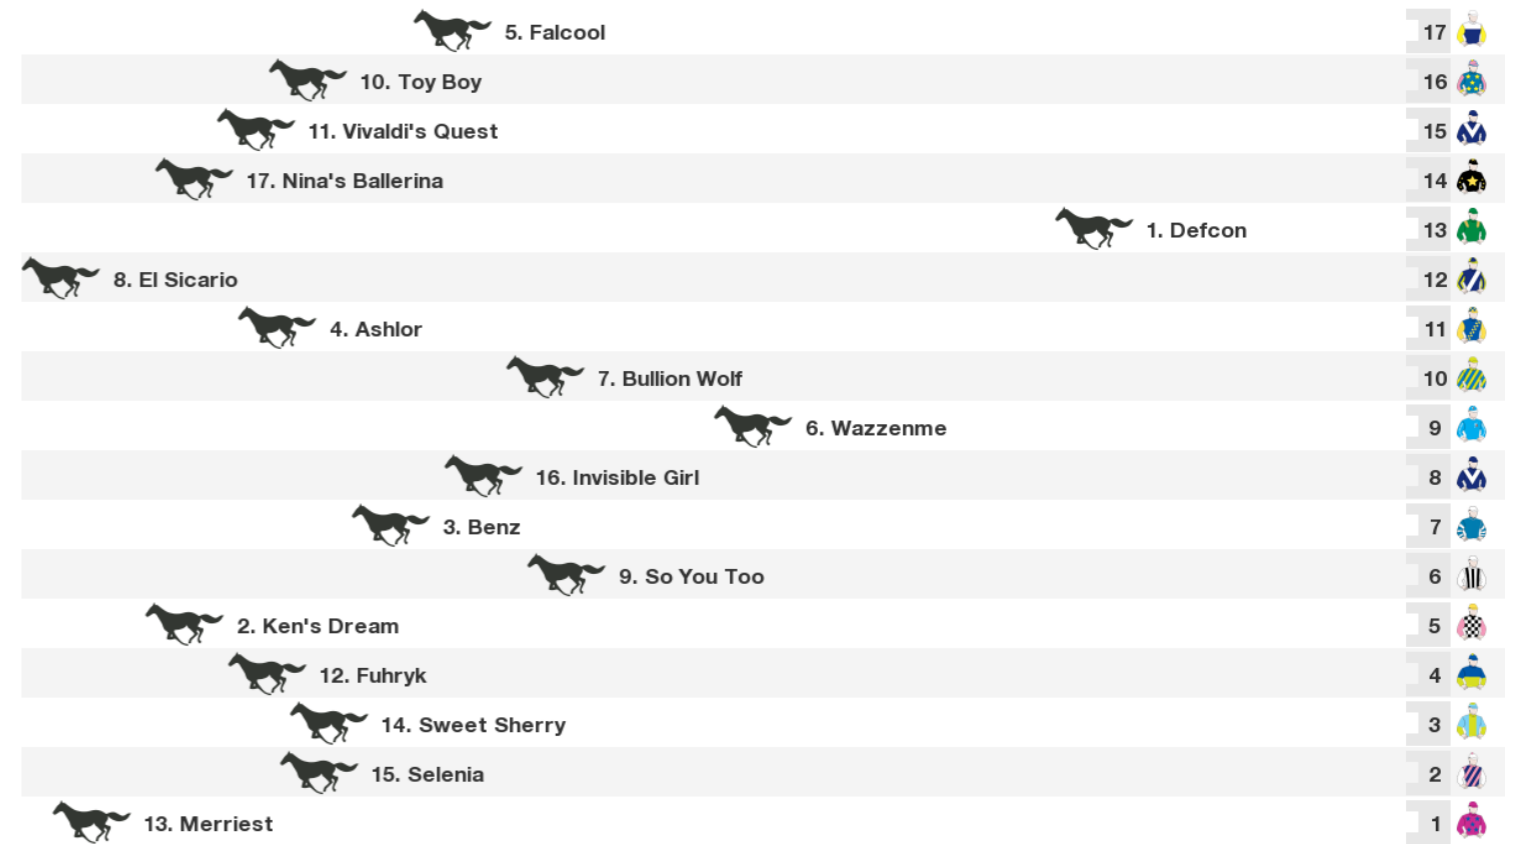 5. Falcool 17
10. Toy Boy 16
11. Vivaldi's Quest 15
17. Nina's Ballerina 14
1. Defcon 13
8. El Sicario 12
4. Ashlor 11
7. Bullion Wolf 10
6. Wazzenme 9
16. Invisible Girl 8
3. Benz 7
9. So You Too 6
2. Ken's Dream 5
12. Fuhryk 4
14. Sweet Sherry 3
15. Selenia 2
13. Merriest 1